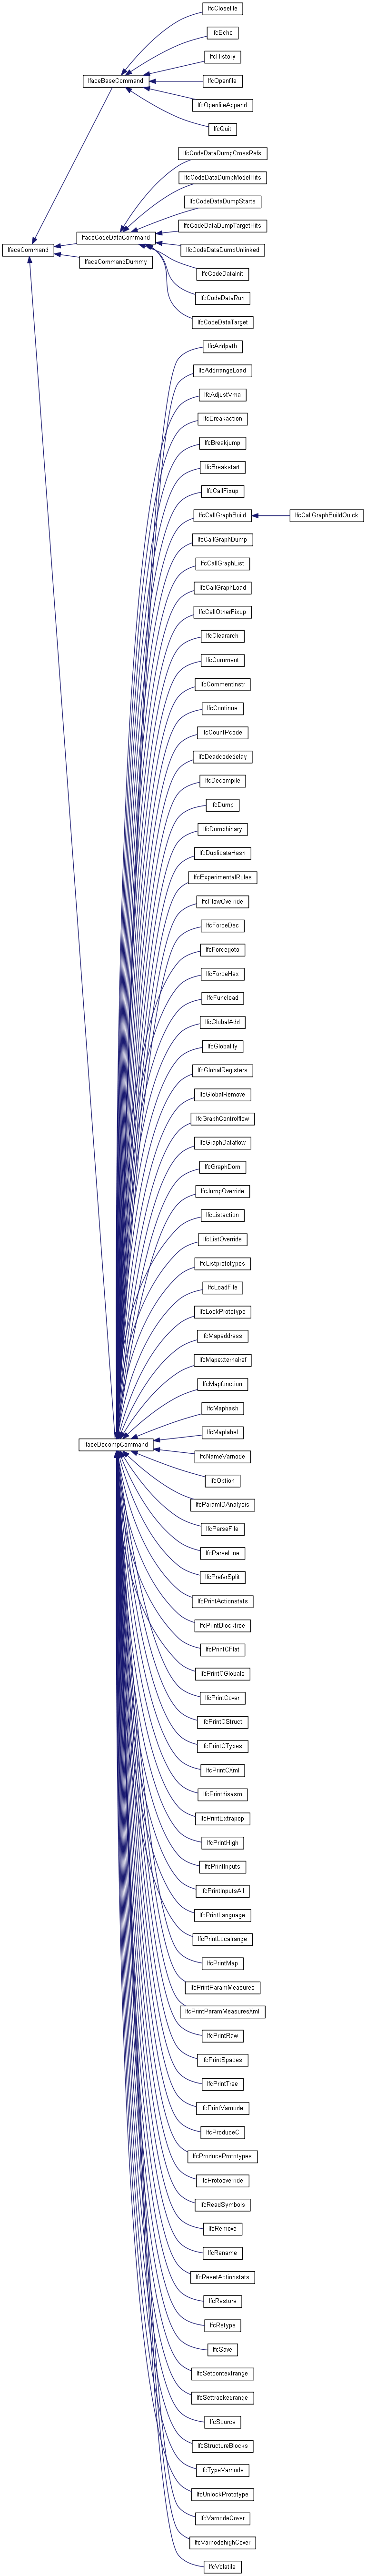 IfcClosefile
IfcEcho
IfcHistory
IfaceBaseCommand
IfcOpenfile
IfcOpenfileAppend
IfcQuit
IfcCodeDataDumpCrossRefs
IfcCodeDataDumpModelHits
IfcCodeDataDumpStarts
IfcCodeDataDumpTargetHits
IfaceCodeDataCommand
IfaceCommand
IfcCodeDataDumpUnlinked
IfaceCommandDummy
IfcCodeDataInit
IfcCodeDataRun
IfcCodeDataTarget
IfcAddpath
IfcAddrrangeLoad
IfcAdjustVma
IfcBreakaction
IfcBreakjump
IfcBreakstart
IfcCallFixup
IfcCallGraphBuild
IfcCallGraphBuildQuick
IfcCallGraphDump
IfcCallGraphList
IfcCallGraphLoad
IfcCallOtherFixup
IfcCleararch
IfcComment
IfcCommentInstr
IfcContinue
IfcCountPcode
IfcDeadcodedelay
IfcDecompile
IfcDump
IfcDumpbinary
IfcDuplicateHash
IfcExperimentalRules
IfcFlowOverride
IfcForceDec
IfcForcegoto
IfcForceHex
IfcFuncload
IfcGlobalAdd
IfcGlobalify
IfcGlobalRegisters
IfcGlobalRemove
IfcGraphControlflow
IfcGraphDataflow
IfcGraphDom
IfcJumpOverride
IfcListaction
IfcListOverride
IfcListprototypes
IfcLoadFile
IfcLockPrototype
IfcMapaddress
IfcMapexternalref
IfcMapfunction
IfcMaphash
IfcMaplabel
IfaceDecompCommand
IfcNameVarnode
IfcOption
IfcParamIDAnalysis
IfcParseFile
IfcParseLine
IfcPreferSplit
IfcPrintActionstats
IfcPrintBlocktree
IfcPrintCFlat
IfcPrintCGlobals
IfcPrintCover
IfcPrintCStruct
IfcPrintCTypes
IfcPrintCXml
IfcPrintdisasm
IfcPrintExtrapop
IfcPrintHigh
IfcPrintInputs
IfcPrintInputsAll
IfcPrintLanguage
IfcPrintLocalrange
IfcPrintMap
IfcPrintParamMeasures
IfcPrintParamMeasuresXml
IfcPrintRaw
IfcPrintSpaces
IfcPrintTree
IfcPrintVarnode
IfcProduceC
IfcProducePrototypes
IfcProtooverride
IfcReadSymbols
IfcRemove
IfcRename
IfcResetActionstats
IfcRestore
IfcRetype
IfcSave
IfcSetcontextrange
IfcSettrackedrange
IfcSource
IfcStructureBlocks
IfcTypeVarnode
IfcUnlockPrototype
IfcVarnodeCover
IfcVarnodehighCover
IfcVolatile